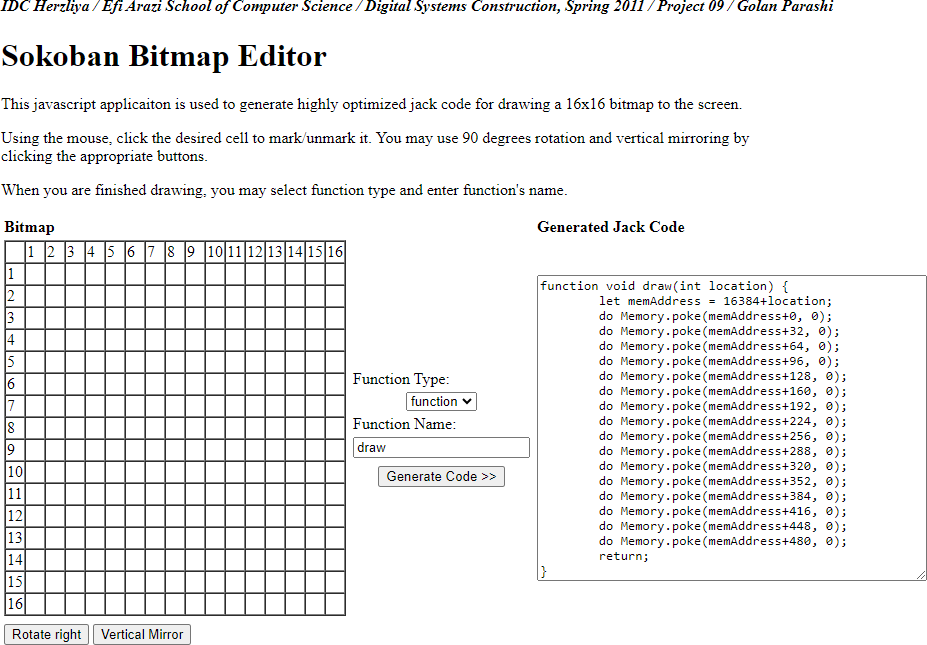 IDC Herzliya / Efi Arazi School of Computer Science / Digital Systems Construction, Spring 2011 / Project 09 / Golan Parashi
Sokoban Bitmap Editor
This javascript applicaiton is used to generate highly optimized jack code for drawing a 16x16 bitmap to the screen.
Using the mouse, click the desired cell to mark/unmark it. You may use 90 degrees rotation and vertical mirroring by
clicking the appropriate buttons.
When you are finished drawing, you may select function type and enter function's name.
Bitmap
1 2 3 4 5 6 7 8 9 10 11 12 13 14 15 16
1
2
3
4
5
6
7
8
9
10
11
12
13
14
15
16
Rotate right Vertical Mirror
Function Type:
function
Function Name:
draw
Generate Code >>
Generated Jack Code
function void draw(int location) {
let memAddress = 16384+location;
do Memory.poke(memAddress+0, 0);
do Memory.poke(memAddress+32, 0);
do Memory.poke(memAddress+64, 0);
do Memory.poke(memAddress+96, 0);
do Memory.poke(memAddress+128, 0);
do Memory.poke(memAddress+160, 0);
do Memory.poke(memAddress+192, 0);
do Memory.poke(memAddress+224, 0);
do Memory.poke(memAddress+256, 0);
do Memory.poke(memAddress+288, 0);
do Memory.poke(memAddress+320, 0);
do Memory.poke(memAddress+352, 0);
do Memory.poke(memAddress+384, 0);
do Memory.poke(memAddress+416, 0);
do Memory.poke(memAddress+448, 0);
do Memory.poke(memAddress+480, 0);
return;
}